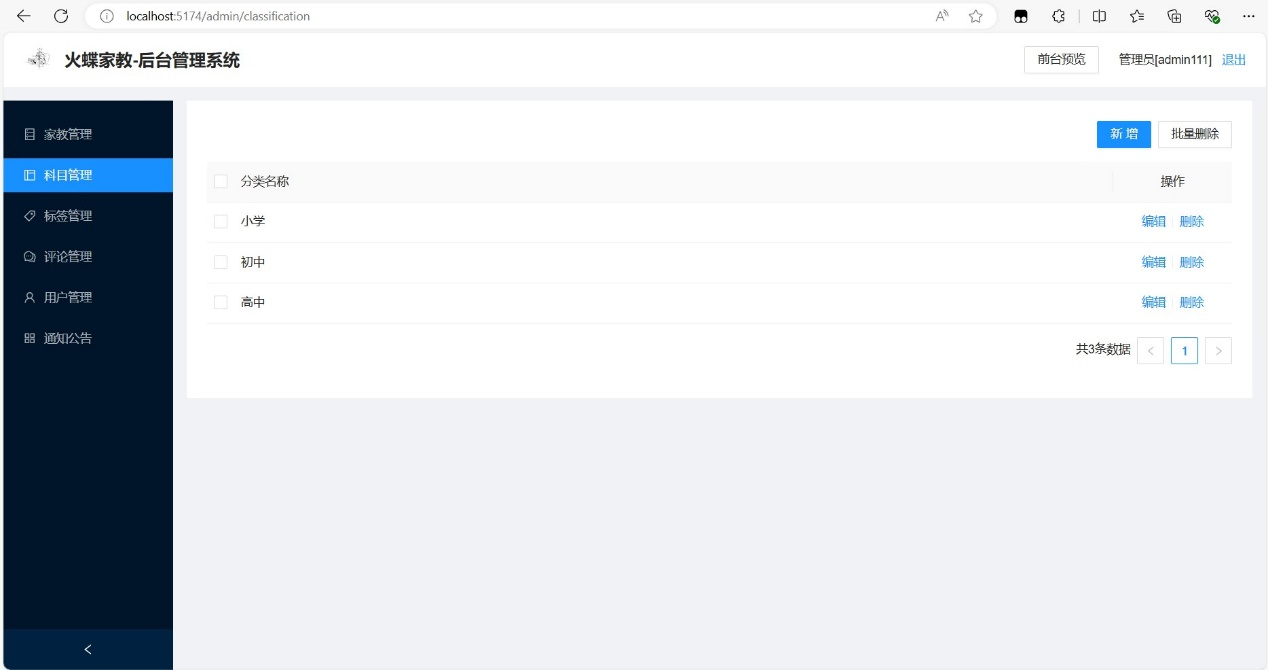 localhost:5174/admin/classification
火蝶家教-后台管理系统
前台预览 管理员[admin111] 退出
家教管理
科目管理
标签管理
评论管理
用户管理
通知公告
新 增 批量删除
分类名称 操作
小学 编辑 删除
初中 编辑 删除
高中 编辑 删除
共3条数据 < 1 >